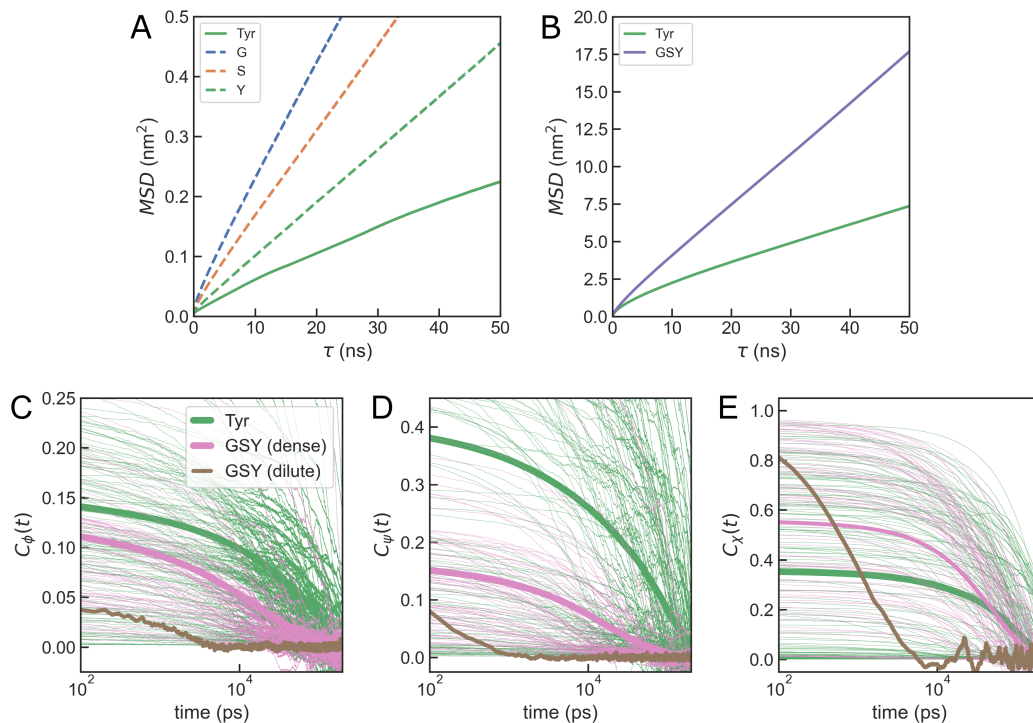 A
MSD (nm²)
0.5
0.4
0.3
0.2
0.1
0.0
Tyr
G
S
Y
0
10
20
30
40
50
τ (ns)
B
MSD (nm²)
20.0
17.5
15.0
12.5
10.0
7.5
5.0
2.5
0.0
Tyr
GSY
0
10
20
30
40
50
τ (ns)
C
Cϕ(t)
0.25
0.20
0.15
0.10
0.05
0.00
Tyr
GSY (dense)
GSY (dilute)
10²
10⁴
time (ps)
D
Cψ(t)
0.4
0.3
0.2
0.1
0.0
10²
10⁴
time (ps)
E
Cχ(t)
1.0
0.8
0.6
0.4
0.2
0.0
10²
10⁴
time (ps)